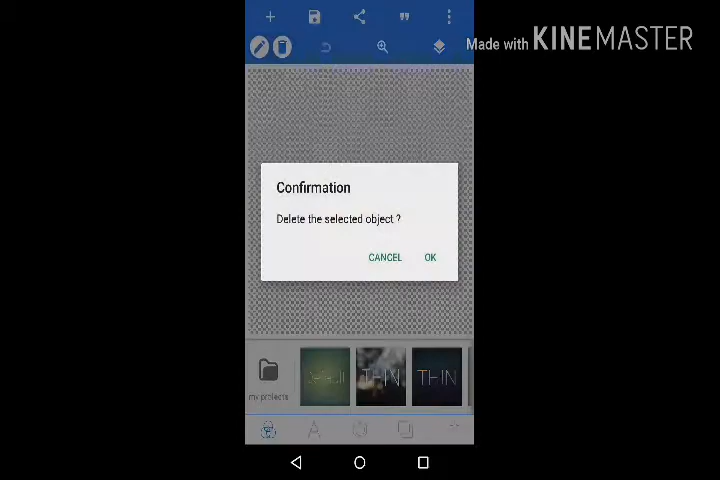 Made with KINEMASTER
Confirmation
Delete the selected object ?
CANCEL OK
THIN THIN
my projects
A